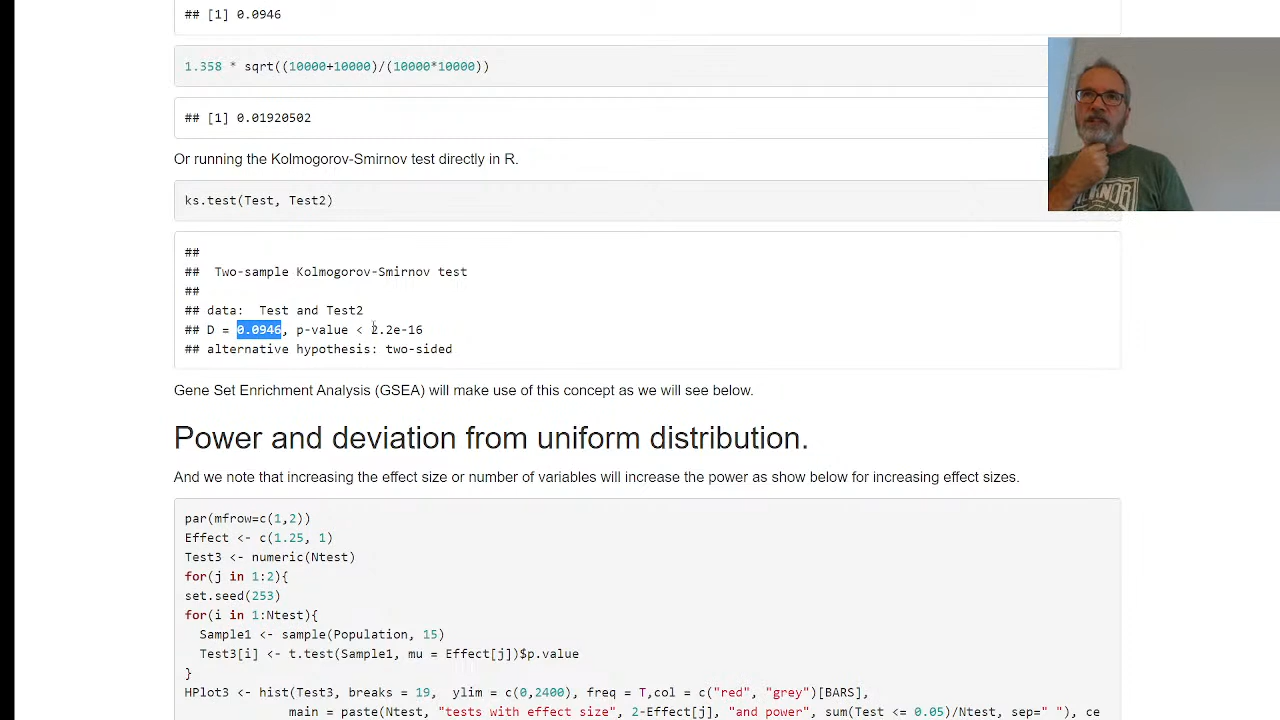 ## [1] 0.0946
1.358 * sqrt((10000+10000)/(10000*10000))
## [1] 0.01920502
Or running the Kolmogorov-Smirnov test directly in R.
ks.test(Test, Test2)
##
##  Two-sample Kolmogorov-Smirnov test
##
## data:  Test and Test2
## D = 0.0946, p-value < 2.2e-16
## alternative hypothesis: two-sided
Gene Set Enrichment Analysis (GSEA) will make use of this concept as we will see below.
Power and deviation from uniform distribution.
And we note that increasing the effect size or number of variables will increase the power as show below for increasing effect sizes.
par(mfrow=c(1,2))
Effect <- c(1.25, 1)
Test3 <- numeric(Ntest)
for(j in 1:2){
set.seed(253)
for(i in 1:Ntest){
  Sample1 <- sample(Population, 15)
  Test3[i] <- t.test(Sample1, mu = Effect[j])$p.value
}
HPlot3 <- hist(Test3, breaks = 19,  ylim = c(0,2400), freq = T,col = c("red", "grey")[BARS],
main = paste(Ntest, "tests with effect size", 2-Effect[j], "and power", sum(Test <= 0.05)/Ntest, sep=" "), ce